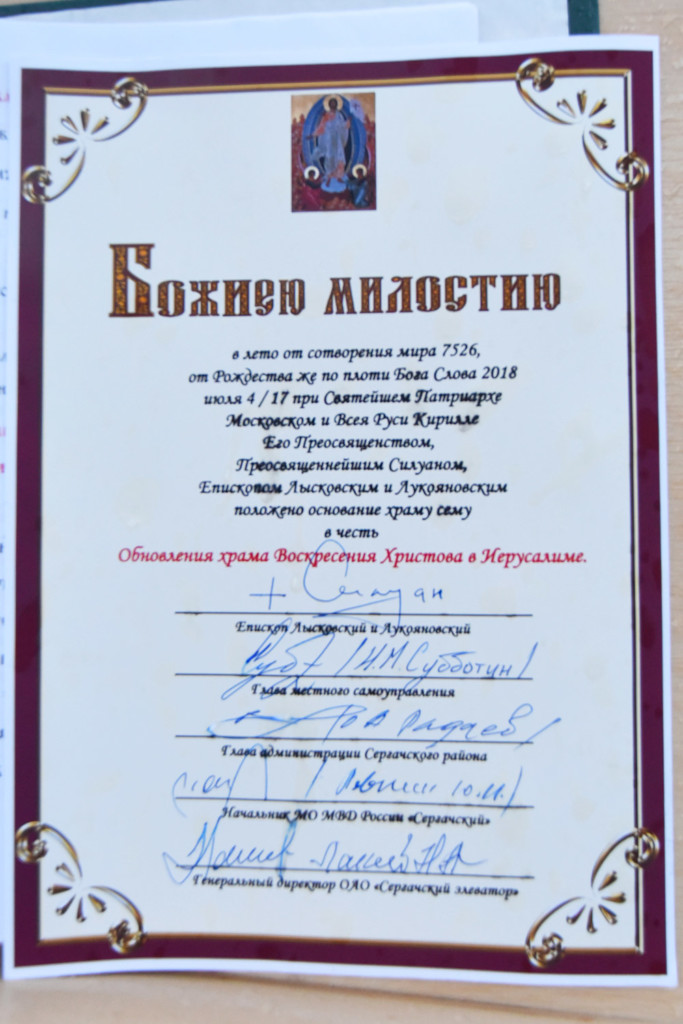 Божиею милостию
в лето от сотворения мира 7526,
от Рождества же по плоти Бога Слова 2018
июля 4 / 17 при Святейшем Патриархе
Московском и Всея Руси Кирилле
Его Преосвященством,
Преосвященнейшим Силуаном,
Епископом Лысковским и Лукояновским
положено основание храму сему
в честь
Обновления храма Воскресения Христова в Иерусалиме.
+ Силуан
Епископ Лысковский и Лукояновский
/Н.М. Субботин/
Глава местного самоуправления
Глава администрации Сергачского района
Ю.М./
Начальник МО МВД России «Сергачский»
Генеральный директор ОАО «Сергачский элеватор»